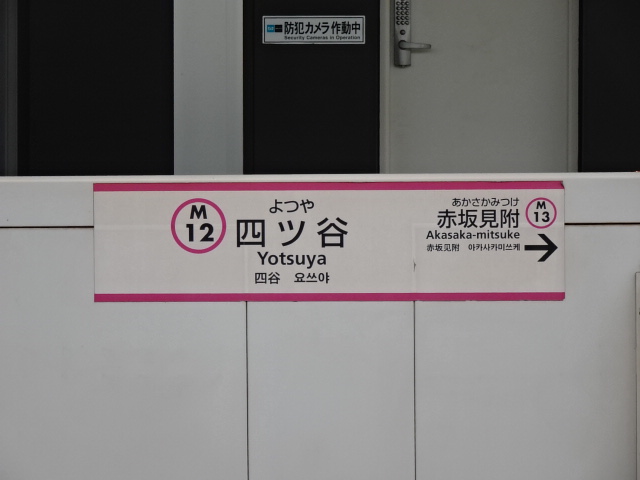 防犯カメラ作動中
Security Cameras in Operation
よつや
M
12
四ツ谷
Yotsuya
四谷 요쓰야
あかさかみつけ
赤坂見附
M
13
Akasaka-mitsuke
赤坂见附 아카사카미쓰케